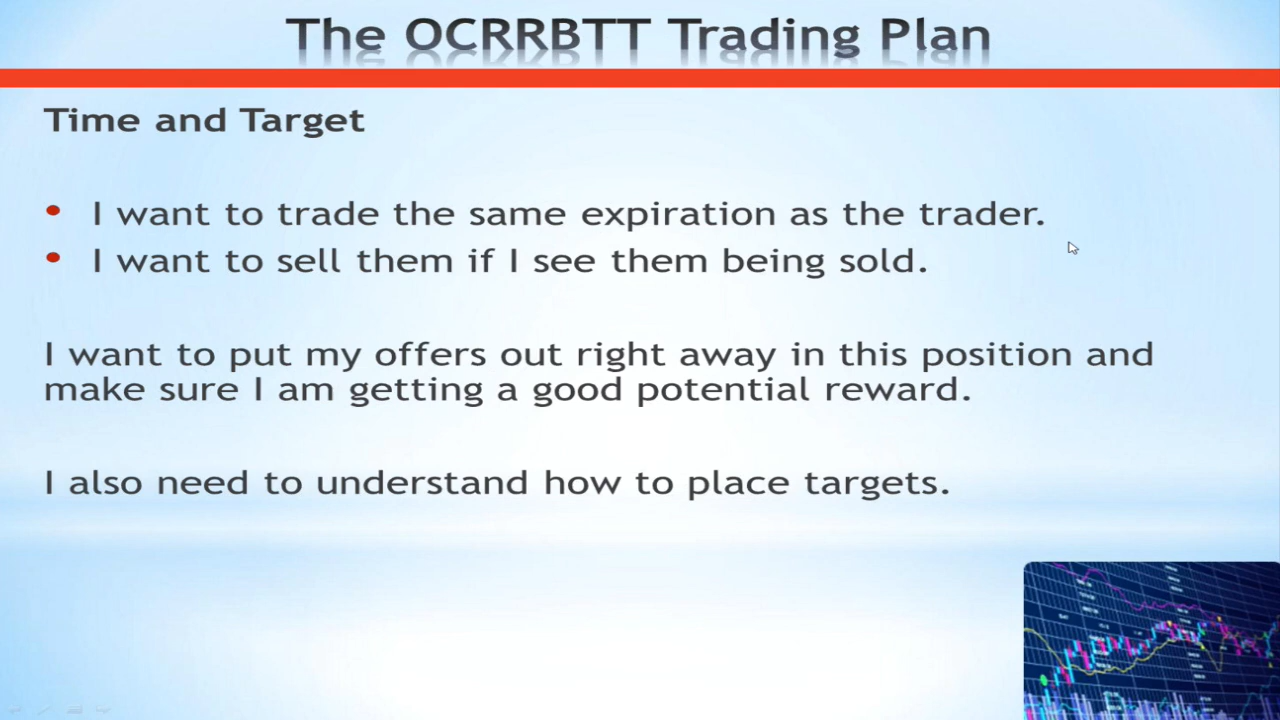 The OCRRBTT Trading Plan
Time and Target
• I want to trade the same expiration as the trader.
• I want to sell them if I see them being sold.
I want to put my offers out right away in this position and
make sure I am getting a good potential reward.
I also need to understand how to place targets.